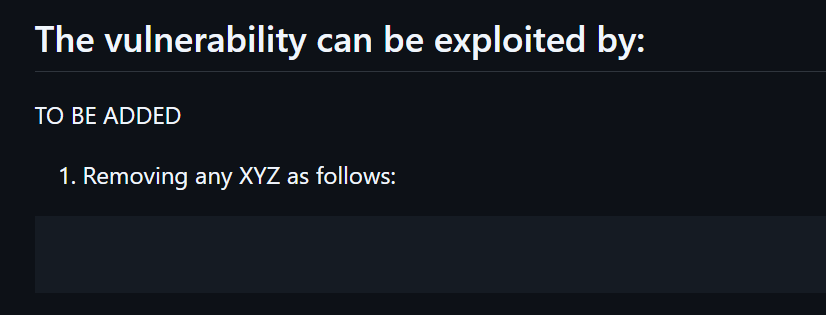 The vulnerability can be exploited by:
TO BE ADDED
1. Removing any XYZ as follows: